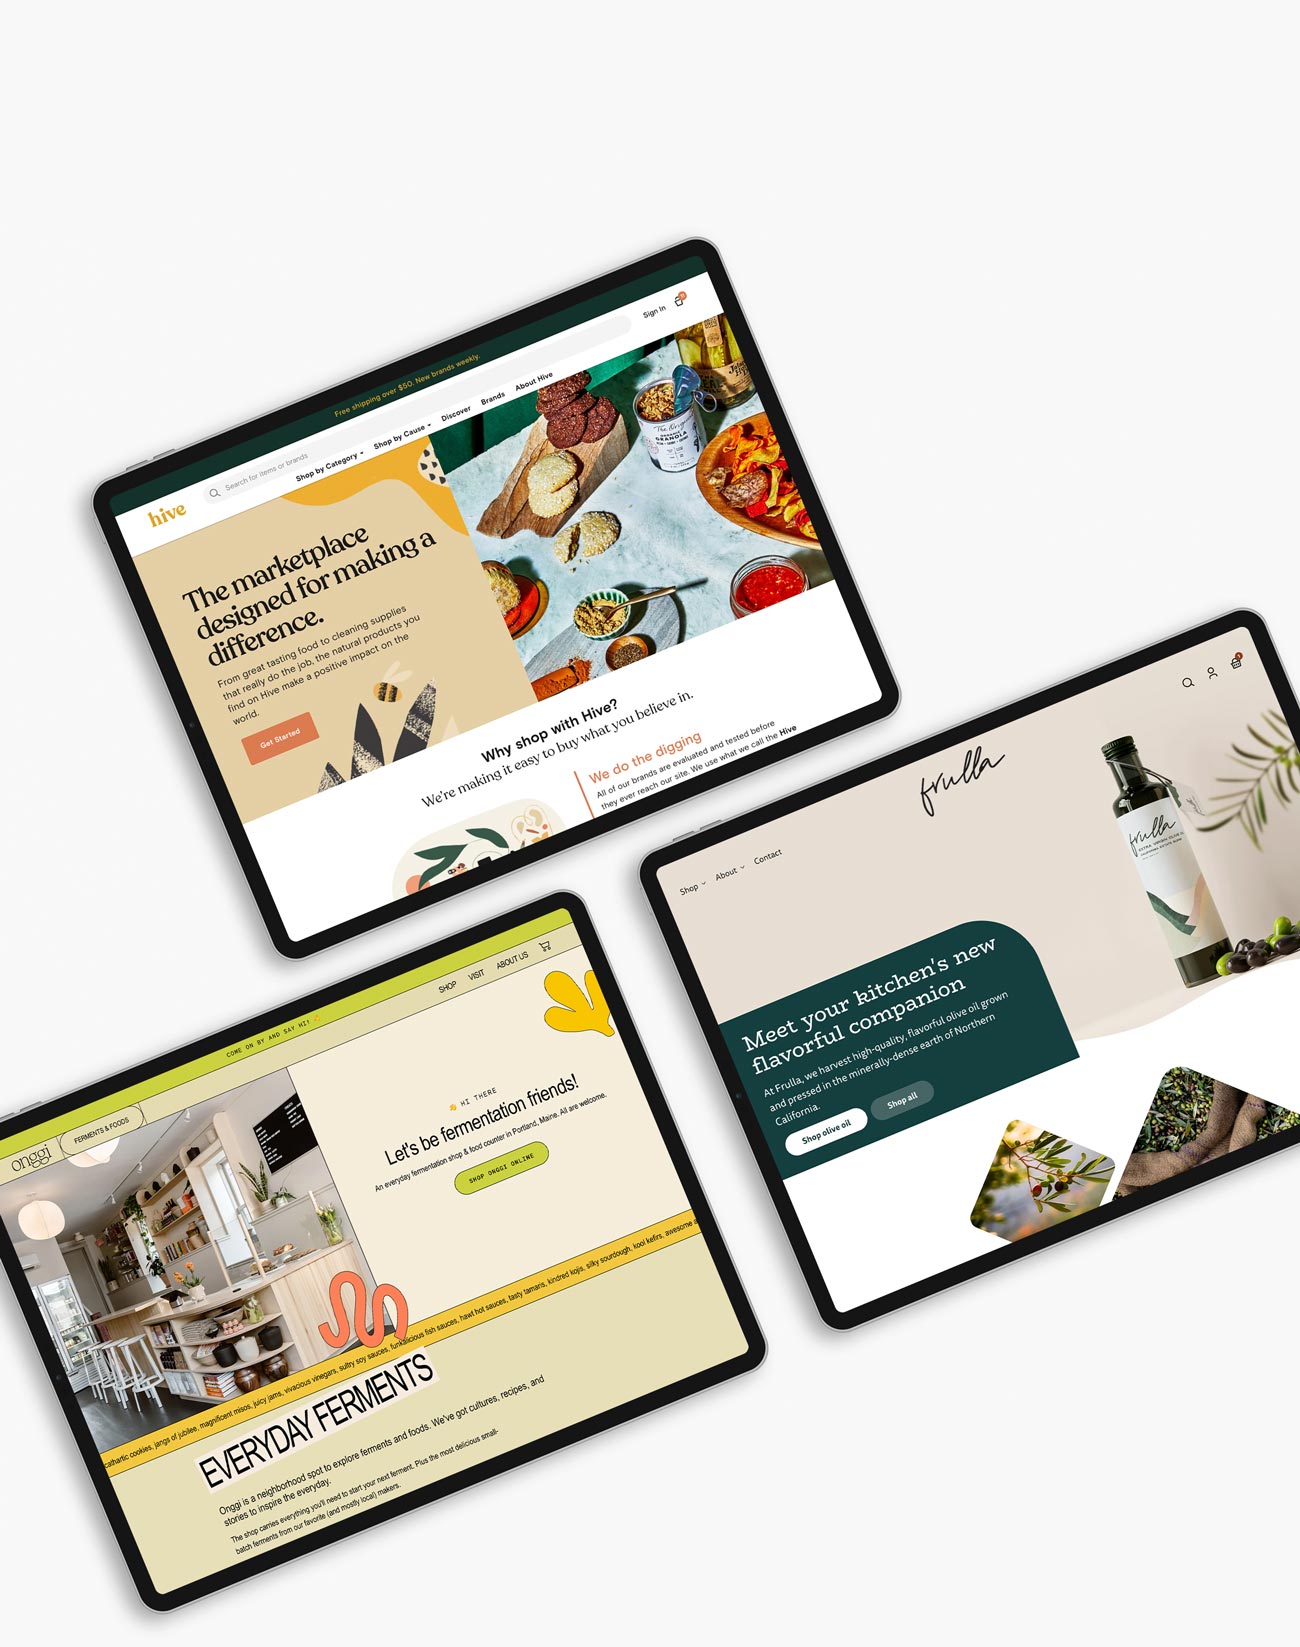 Free shipping over $50. New brands weekly.
hive
Search for items or brands
Sign In
Shop by Category
Shop by Cause
Discover
Brands
About Hive
The marketplace
designed for making a
difference.
From great tasting food to cleaning supplies
that really do the job, the natural products you
find on Hive make a positive impact on the
world.
Get Started
ORGANIC
GRANOLA
Why shop with Hive?
We're making it easy to buy what you believe in.
We do the digging
All of our brands are evaluated and tested before
they ever reach our site. We use what we call the Hive
frulla
Shop
About
Contact
frulla
EXTRA VIRGIN OLIVE OIL
Meet your kitchen's new
flavorful companion
At Frulla, we harvest high-quality, flavorful olive oil grown
and pressed in the minerally-dense earth of Northern
California.
Shop olive oil
Shop all
COME ON BY AND SAY HI!
onggi
FERMENTS & FOODS
SHOP
VISIT
ABOUT US
HI THERE
Let's be fermentation friends!
An everyday fermentation shop & food counter in Portland, Maine. All are welcome.
SHOP ONGGI ONLINE
cathartic cookies, jangs of jubilee, magnificent misos, juicy jams, vivacious vinegars, sultry soy sauces, funkalicious fish sauces, hawt hot sauces, tasty tamaris, kindred kojis, silky sourdough, kool kefirs, awesome
EVERYDAY FERMENTS
Onggi is a neighborhood spot to explore ferments and foods. We've got cultures, recipes, and
stories to inspire the everyday.
The shop carries everything you'll need to start your next ferment. Plus the most delicious small-
batch ferments from our favorite (and mostly local) makers.